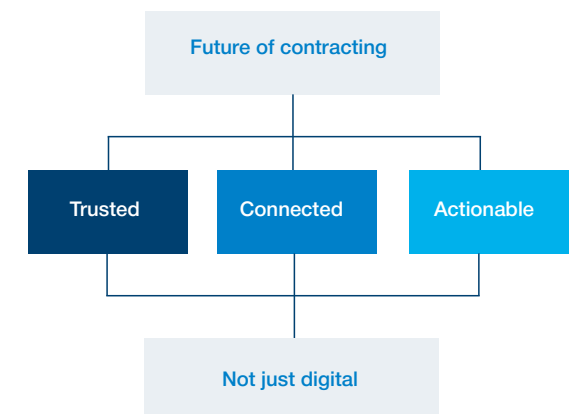 Future of contracting
Trusted
Connected
Actionable
Not just digital